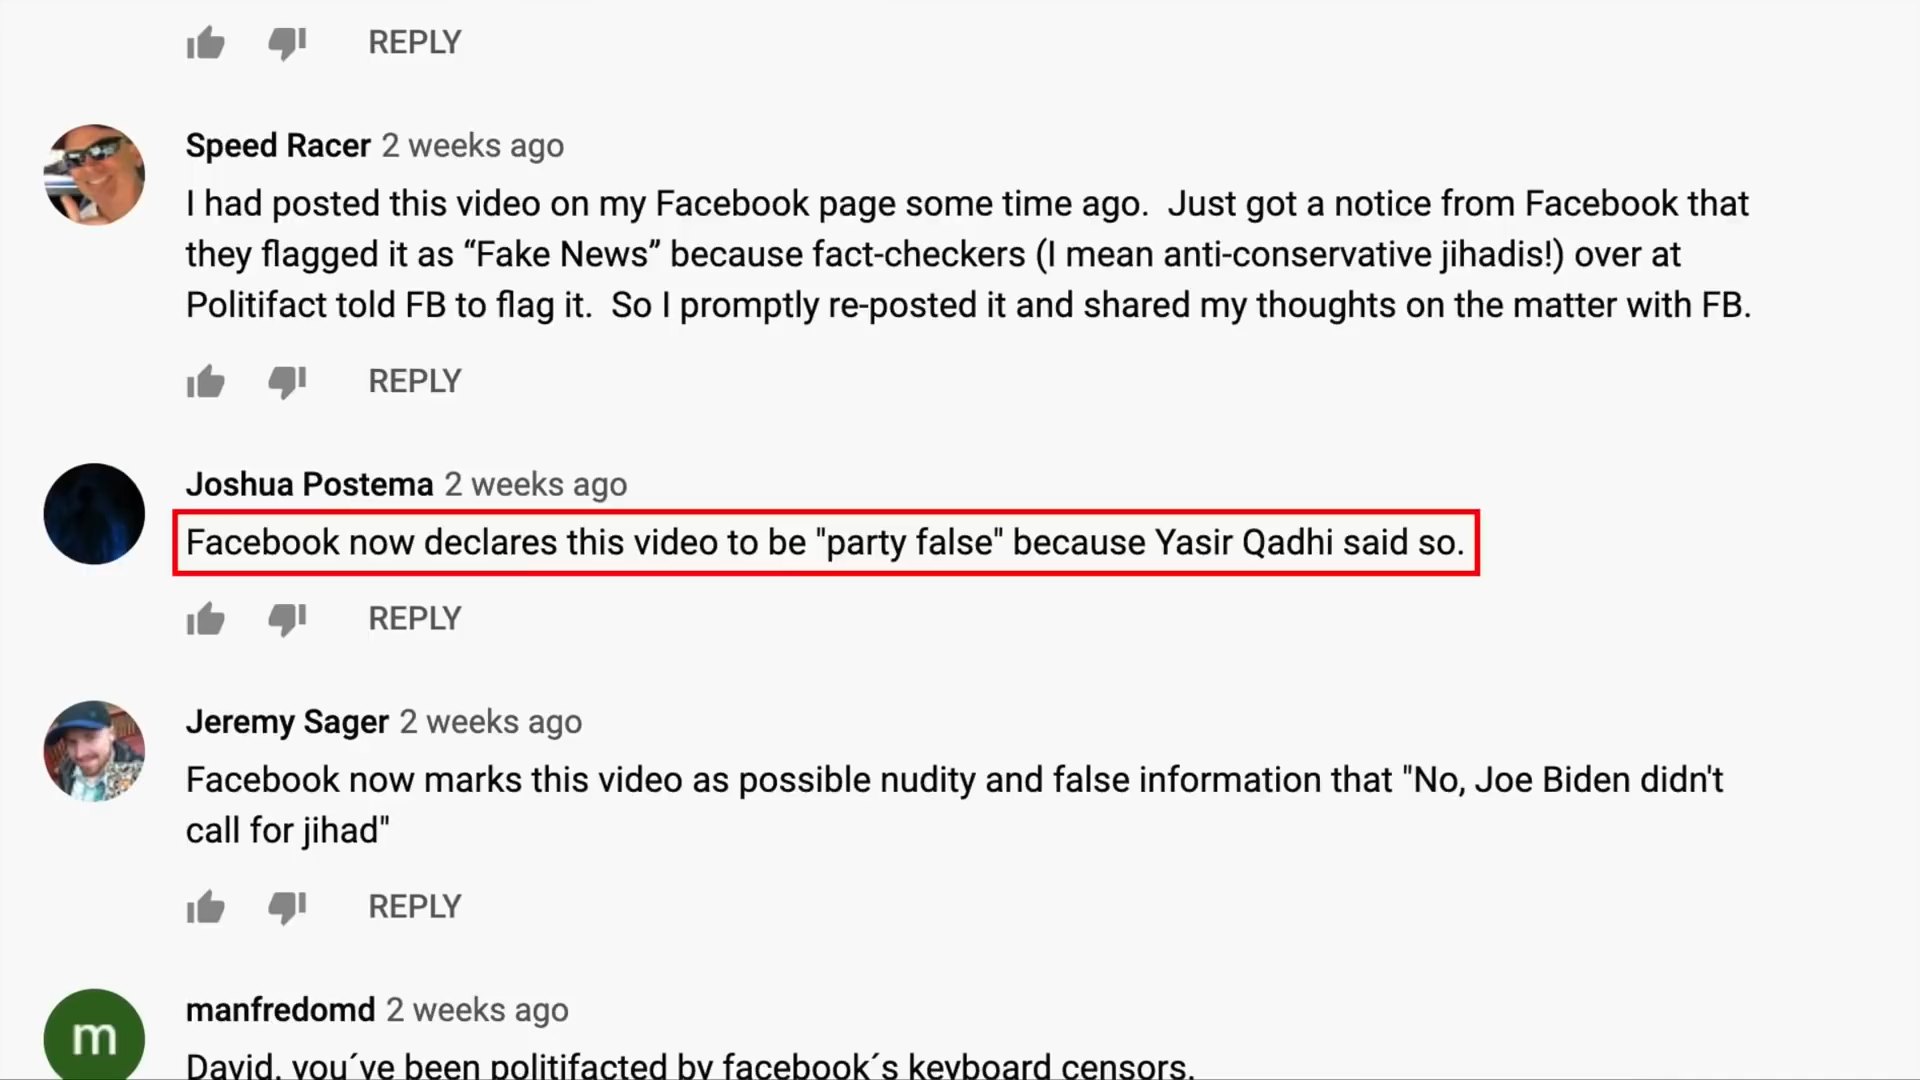 REPLY
Speed Racer 2 weeks ago
I had posted this video on my Facebook page some time ago.  Just got a notice from Facebook that
they flagged it as “Fake News” because fact-checkers (I mean anti-conservative jihadis!) over at
Politifact told FB to flag it.  So I promptly re-posted it and shared my thoughts on the matter with FB.
REPLY
Joshua Postema 2 weeks ago
Facebook now declares this video to be "party false" because Yasir Qadhi said so.
REPLY
Jeremy Sager 2 weeks ago
Facebook now marks this video as possible nudity and false information that "No, Joe Biden didn't
call for jihad"
REPLY
m
manfredomd 2 weeks ago
David, you´ve been politifacted by facebook´s keyboard censors.